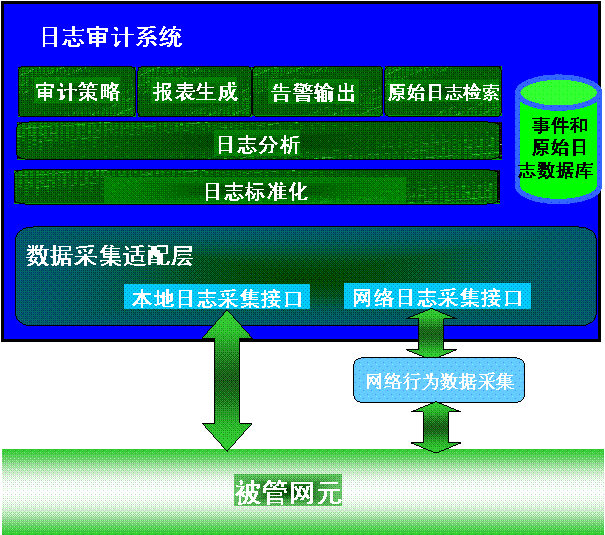 日志审计系统
审计策略
报表生成
告警输出
原始日志检索
事件和
原始日
志数据库
日志分析
日志标准化
数据采集适配层
本地日志采集接口
网络日志采集接口
网络行为数据采集
被管网元